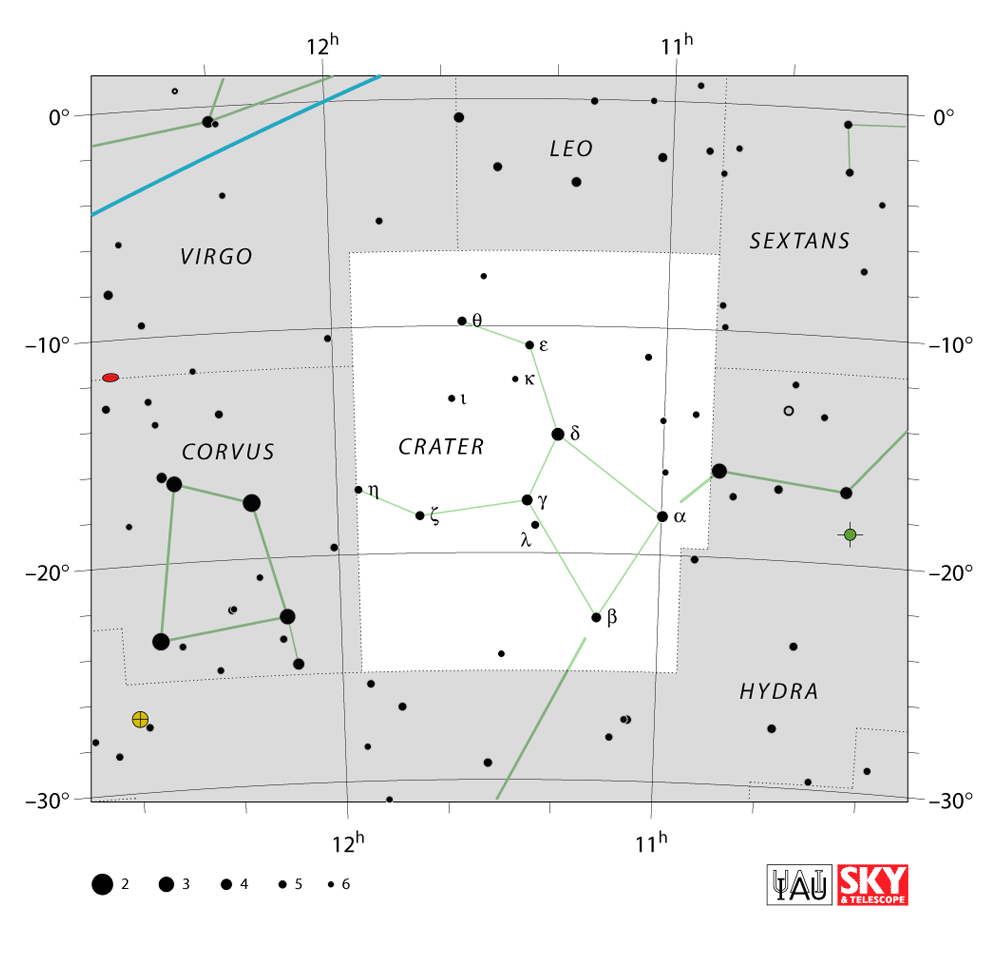 12h 11h
0° 0°
LEO
SEXTANS
VIRGO
θ
ε
–10° –10°
κ
ι
δ
CRATER
CORVUS
η
γ
ζ α
λ
–20° –20°
β
HYDRA
–30° –30°
12h 11h
2 3 4 5 6
IAU
SKY
& TELESCOPE